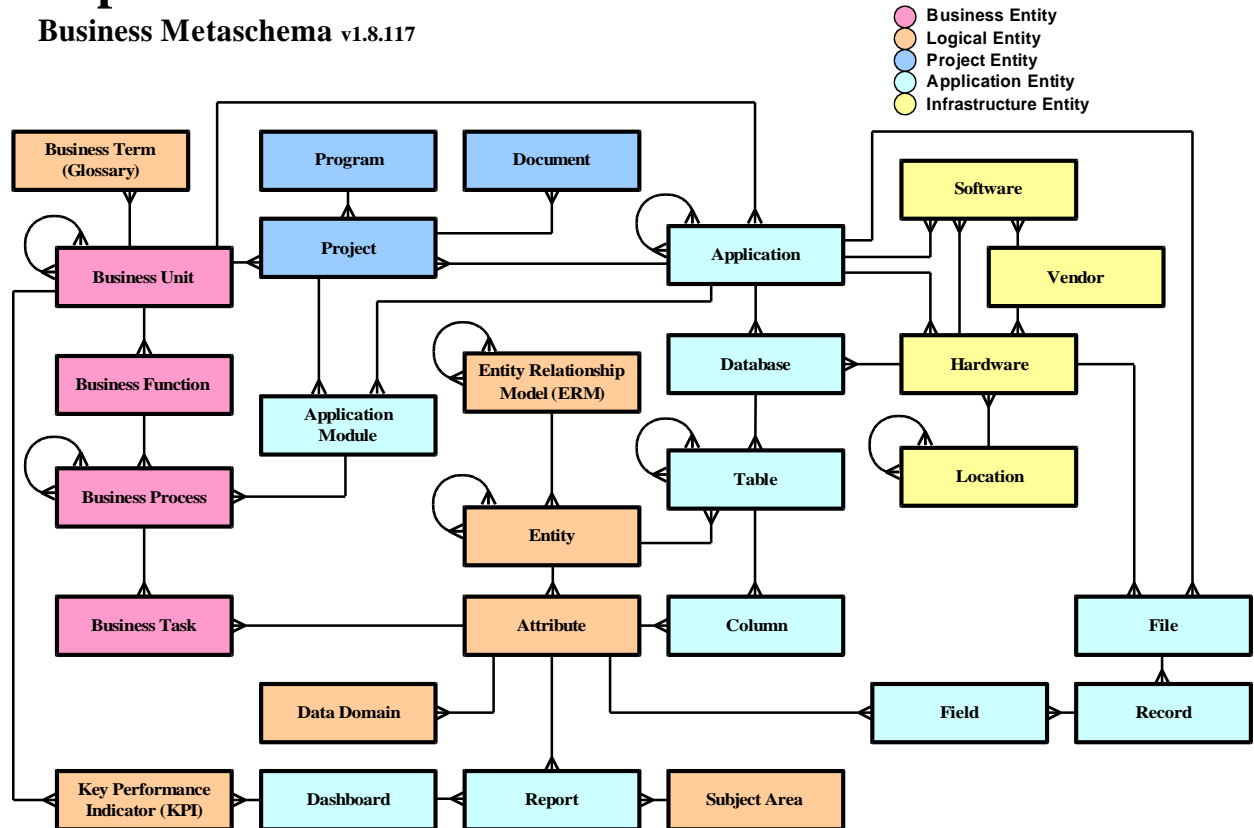 Business Metaschema v1.8.117
Business Entity
Logical Entity
Project Entity
Application Entity
Infrastructure Entity
Business Term
(Glossary)
Program
Document
Software
Project
Application
Business Unit
Vendor
Business Function
Entity Relationship
Model (ERM)
Database
Hardware
Application
Module
Business Process
Table
Location
Entity
Business Task
Attribute
Column
File
Data Domain
Field
Record
Key Performance
Indicator (KPI)
Dashboard
Report
Subject Area